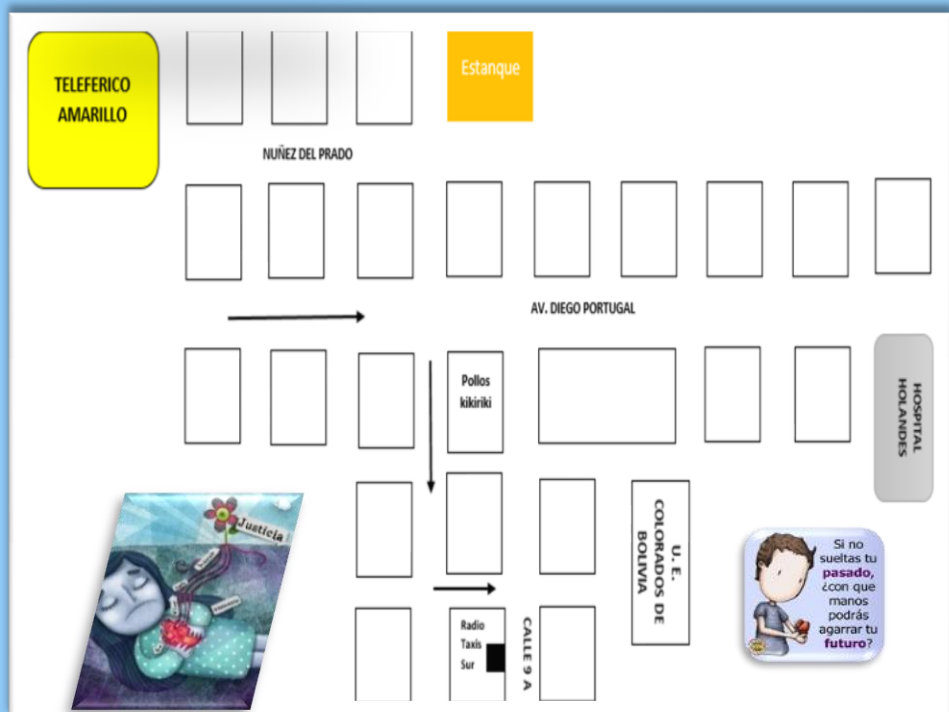 TELEFERICO
AMARILLO
Estanque
NUÑEZ DEL PRADO
AV. DIEGO PORTUGAL
Pollos
kikiriki
HOSPITAL
HOLANDES
U. E.
COLORADOS DE
BOLIVIA
Radio
Taxis
Sur
CALLE 9 A
Justicia
Si no
sueltas tu
pasado,
¿con que
manos
podrás
agarrar tu
futuro?